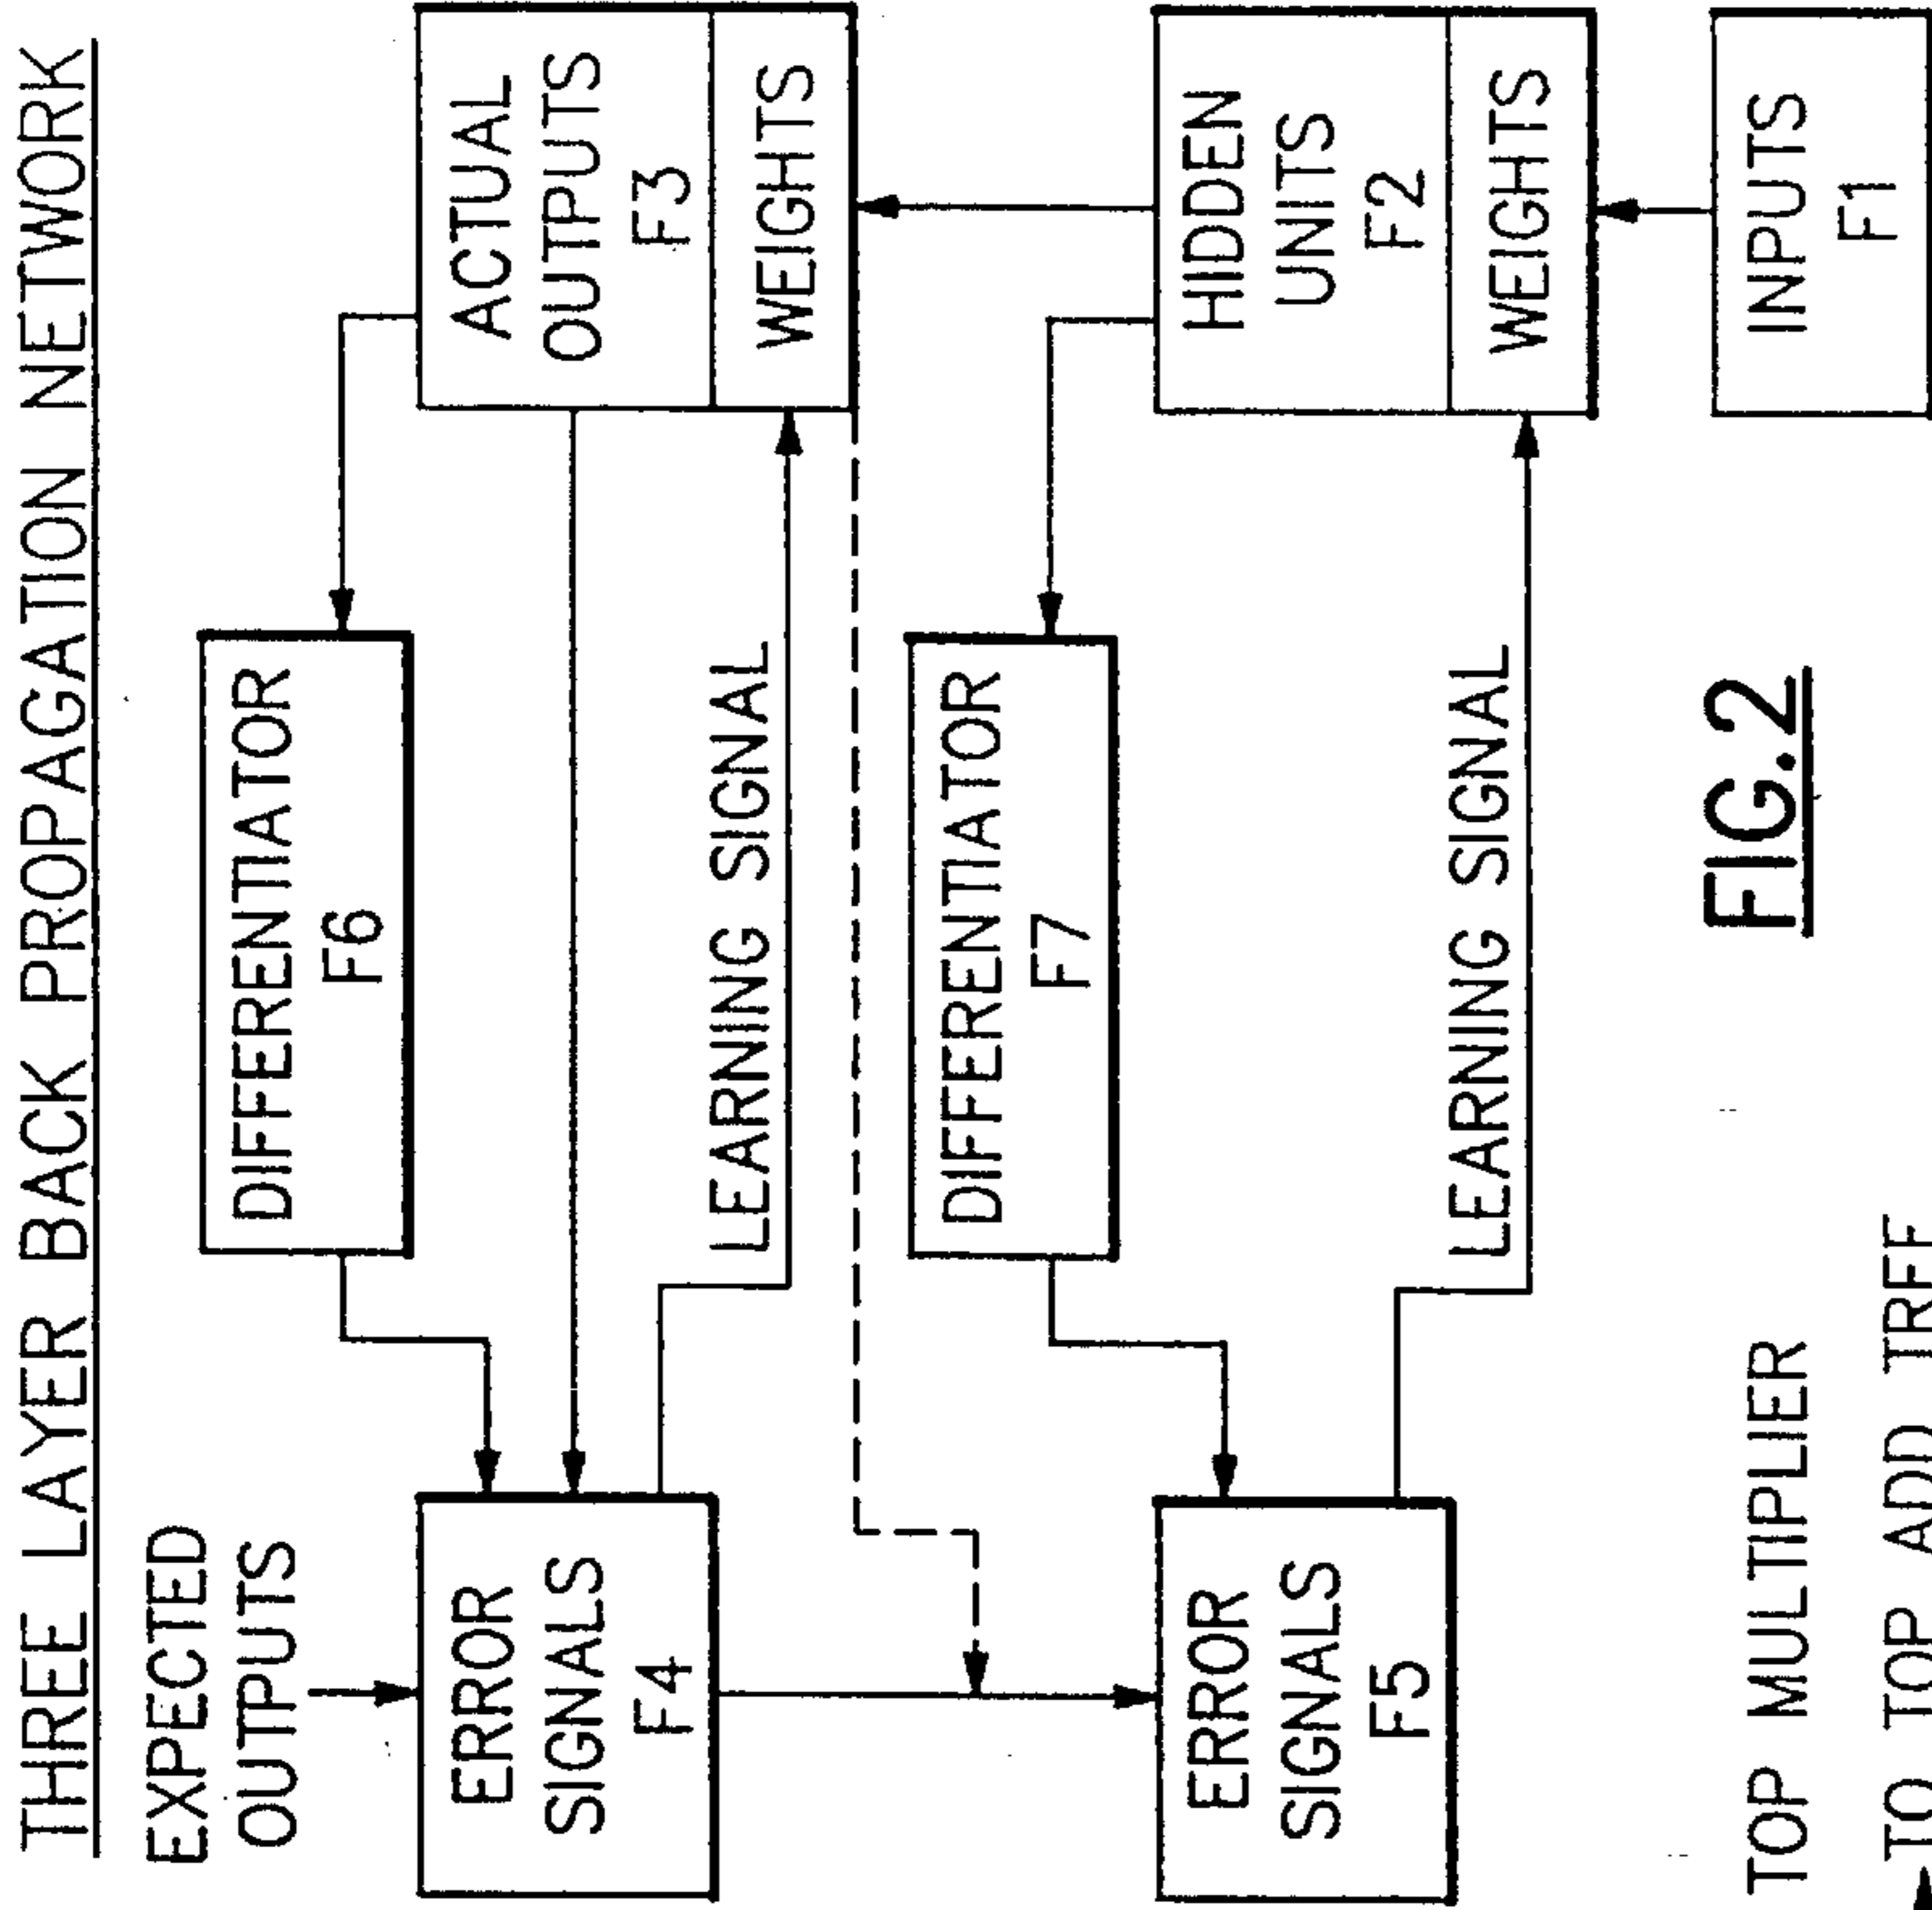 THREE LAYER BACK PROPAGATION NETWORK
EXPECTED
OUTPUTS
DIFFERENTIATOR
F6
ACTUAL
OUTPUTS
F3
WEIGHTS
ERROR
SIGNALS
F4
LEARNING SIGNAL
DIFFERENTIATOR
F7
HIDDEN
UNITS
F2
WEIGHTS
ERROR
SIGNALS
F5
LEARNING SIGNAL
INPUTS
F1
FIG.2
TOP MULTIPLIER
TO TOP ADD TREE